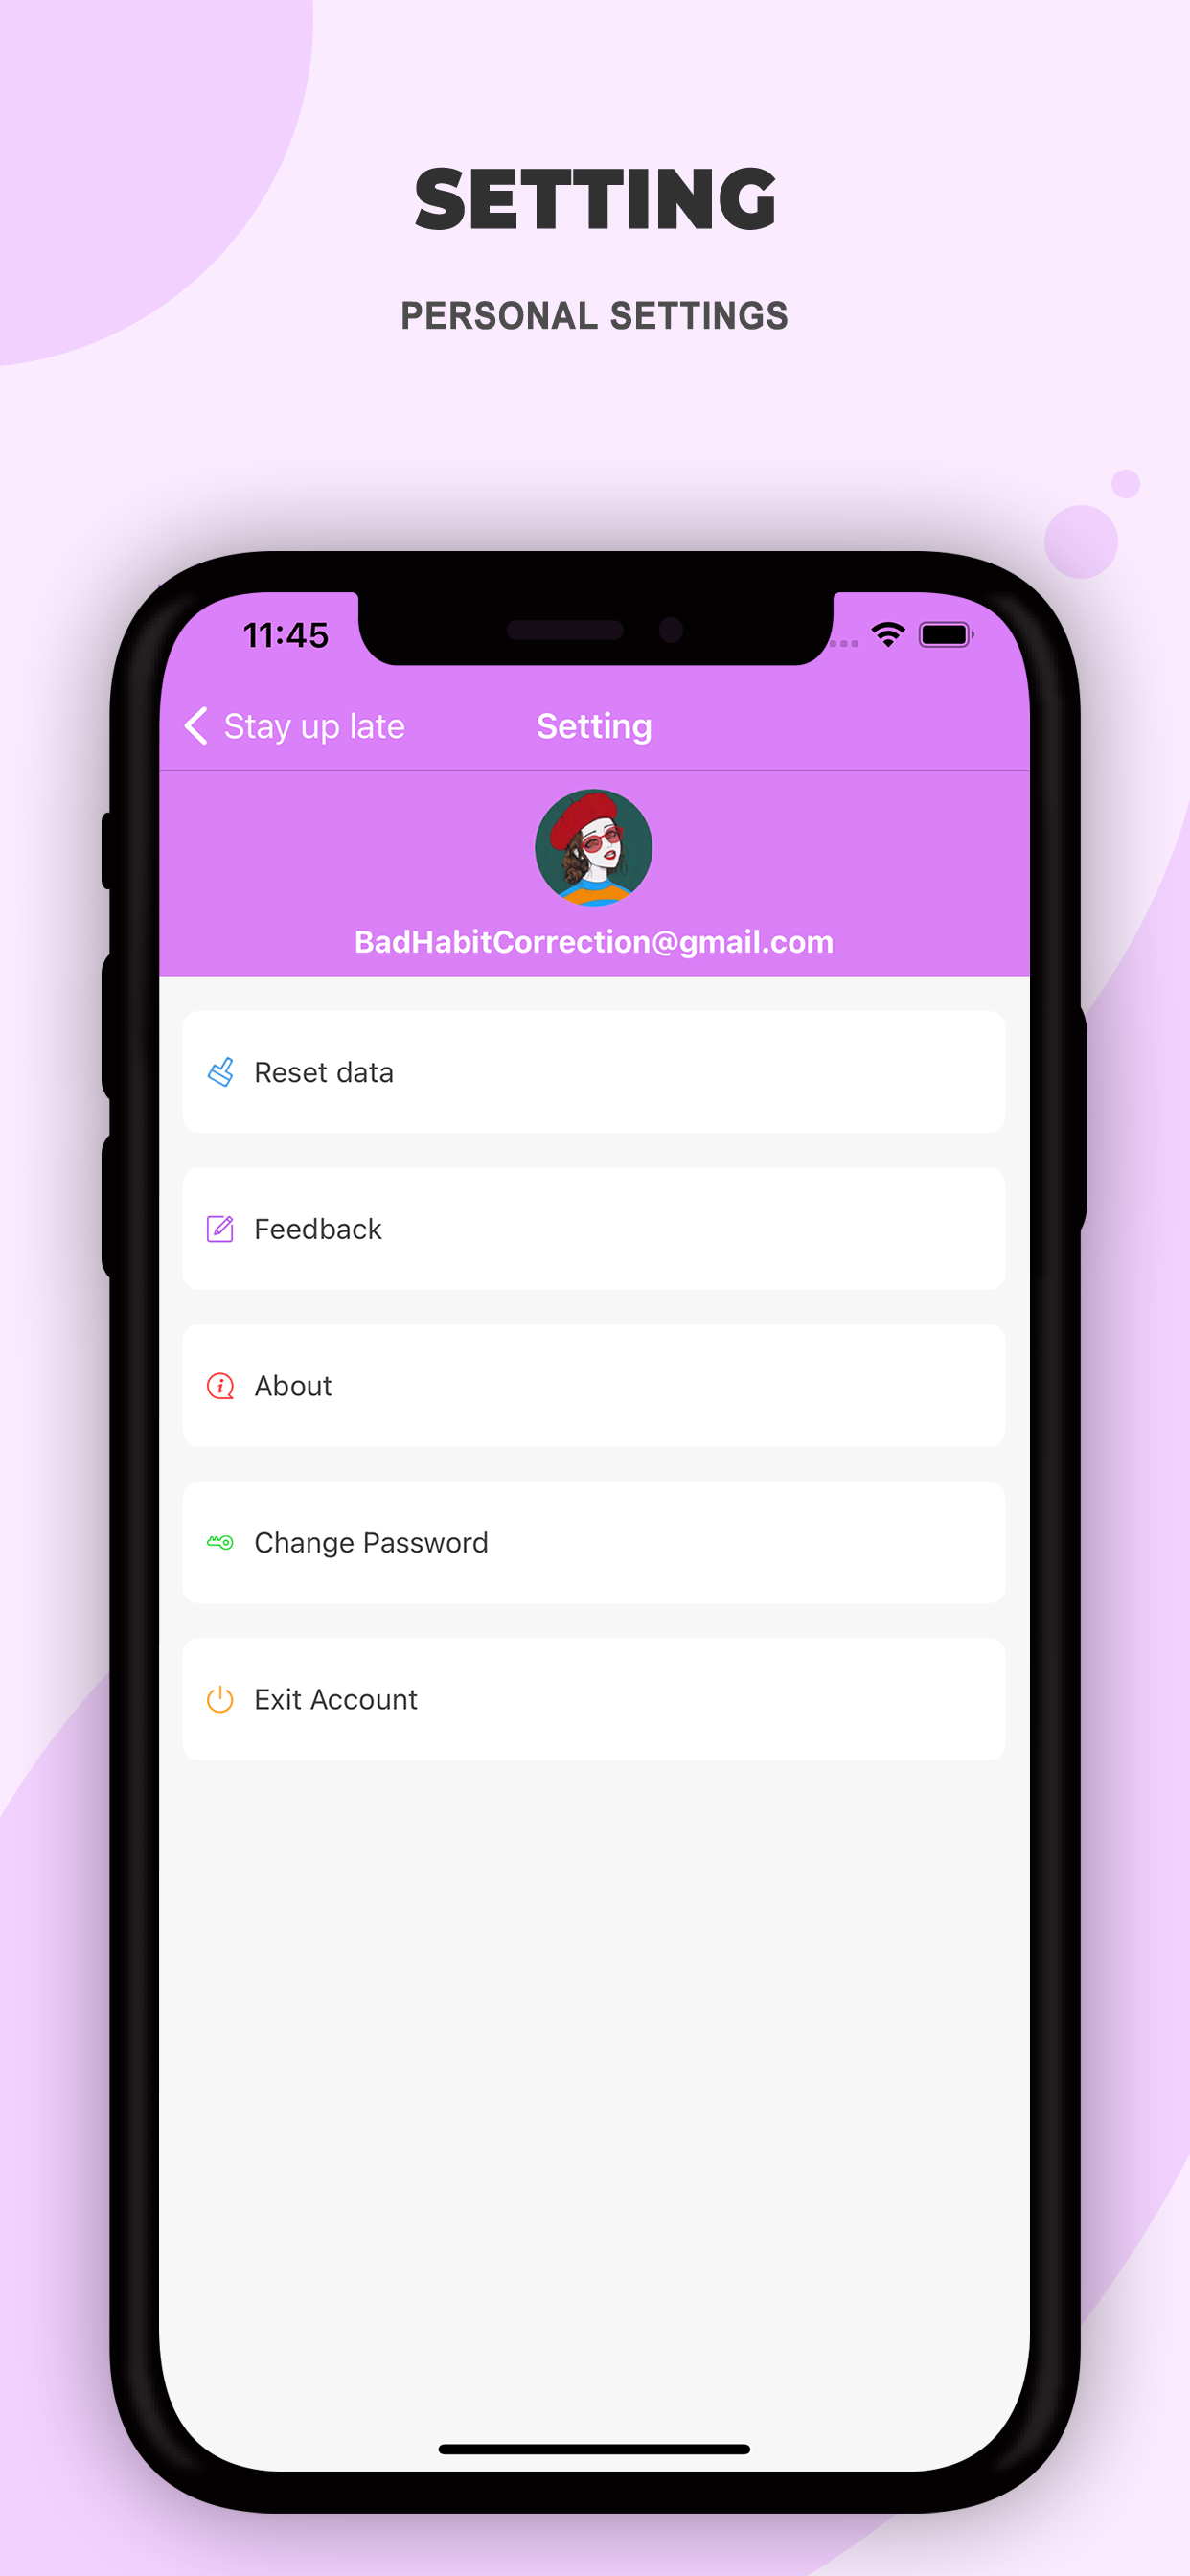 SETTING
PERSONAL SETTINGS
11:45
Stay up late
Setting
BadHabitCorrection@gmail.com
Reset data
Feedback
About
Change Password
Exit Account